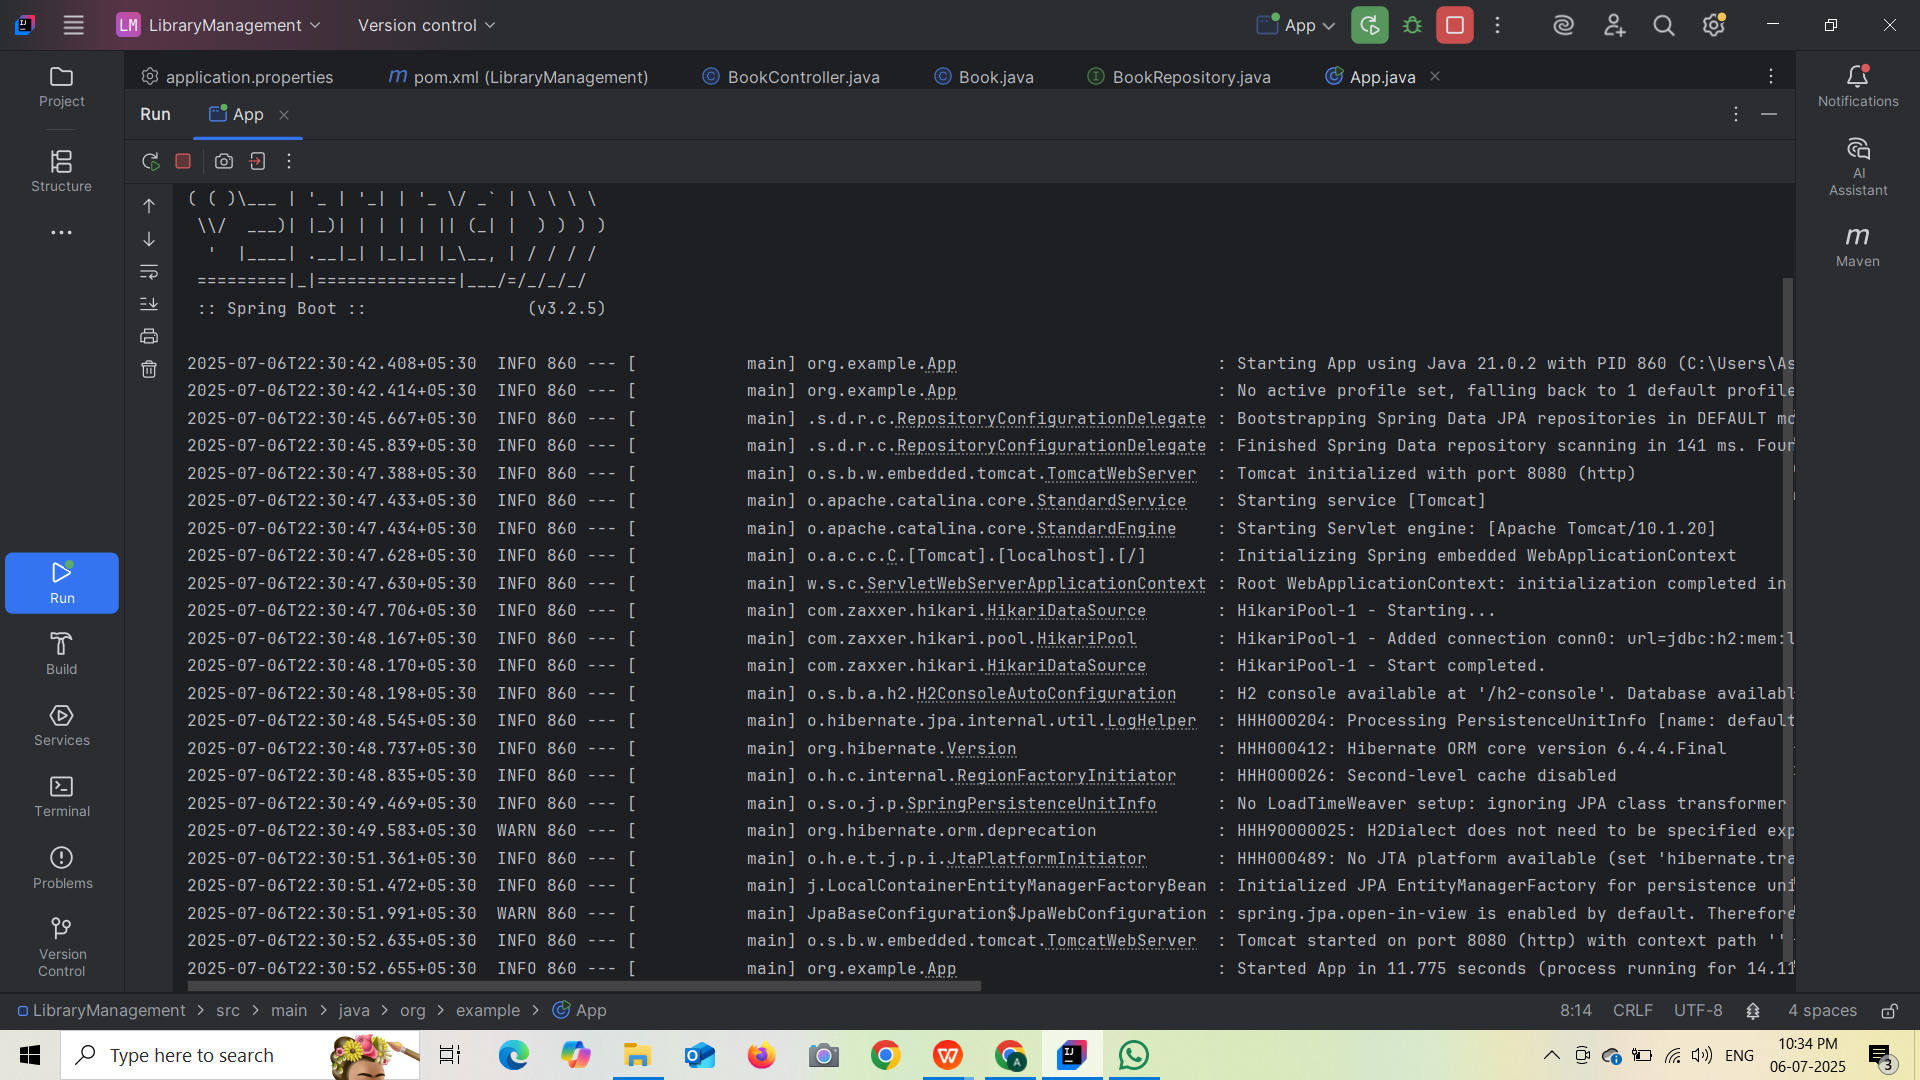 LM LibraryManagement
Version control
App
Project
Structure
Run
Build
Services
Terminal
Problems
Version
Control
application.properties
pom.xml (LibraryManagement)
BookController.java
Book.java
BookRepository.java
App.java
Notifications
AI
Assistant
Maven
Run
App
( ( )\___ | '_ | '_| | '_ \/ _` | \ \ \ \
\\/  ___)| |_)| | | | | || (_| |  ) ) ) )
'  |____| .__|_| |_|_| |_\__, | / / / /
=========|_|==============|___/=/_/_/_/
:: Spring Boot ::                (v3.2.5)
2025-07-06T22:30:42.408+05:30  INFO 860 --- [           main] org.example.App                          : Starting App using Java 21.0.2 with PID 860 (C:\Users\As
2025-07-06T22:30:42.414+05:30  INFO 860 --- [           main] org.example.App                          : No active profile set, falling back to 1 default profile
2025-07-06T22:30:45.667+05:30  INFO 860 --- [           main] .s.d.r.c.RepositoryConfigurationDelegate : Bootstrapping Spring Data JPA repositories in DEFAULT mo
2025-07-06T22:30:45.839+05:30  INFO 860 --- [           main] .s.d.r.c.RepositoryConfigurationDelegate : Finished Spring Data repository scanning in 141 ms. Foun
2025-07-06T22:30:47.388+05:30  INFO 860 --- [           main] o.s.b.w.embedded.tomcat.TomcatWebServer  : Tomcat initialized with port 8080 (http)
2025-07-06T22:30:47.433+05:30  INFO 860 --- [           main] o.apache.catalina.core.StandardService   : Starting service [Tomcat]
2025-07-06T22:30:47.434+05:30  INFO 860 --- [           main] o.apache.catalina.core.StandardEngine    : Starting Servlet engine: [Apache Tomcat/10.1.20]
2025-07-06T22:30:47.628+05:30  INFO 860 --- [           main] o.a.c.c.C.[Tomcat].[localhost].[/]       : Initializing Spring embedded WebApplicationContext
2025-07-06T22:30:47.630+05:30  INFO 860 --- [           main] w.s.c.ServletWebServerApplicationContext : Root WebApplicationContext: initialization completed in
2025-07-06T22:30:47.706+05:30  INFO 860 --- [           main] com.zaxxer.hikari.HikariDataSource       : HikariPool-1 - Starting...
2025-07-06T22:30:48.167+05:30  INFO 860 --- [           main] com.zaxxer.hikari.pool.HikariPool        : HikariPool-1 - Added connection conn0: url=jdbc:h2:mem:l
2025-07-06T22:30:48.170+05:30  INFO 860 --- [           main] com.zaxxer.hikari.HikariDataSource       : HikariPool-1 - Start completed.
2025-07-06T22:30:48.198+05:30  INFO 860 --- [           main] o.s.b.a.h2.H2ConsoleAutoConfiguration    : H2 console available at '/h2-console'. Database availabl
2025-07-06T22:30:48.545+05:30  INFO 860 --- [           main] o.hibernate.jpa.internal.util.LogHelper  : HHH000204: Processing PersistenceUnitInfo [name: default
2025-07-06T22:30:48.737+05:30  INFO 860 --- [           main] org.hibernate.Version                    : HHH000412: Hibernate ORM core version 6.4.4.Final
2025-07-06T22:30:48.835+05:30  INFO 860 --- [           main] o.h.c.internal.RegionFactoryInitiator    : HHH000026: Second-level cache disabled
2025-07-06T22:30:49.469+05:30  INFO 860 --- [           main] o.s.o.j.p.SpringPersistenceUnitInfo      : No LoadTimeWeaver setup: ignoring JPA class transformer
2025-07-06T22:30:49.583+05:30  WARN 860 --- [           main] org.hibernate.orm.deprecation            : HHH90000025: H2Dialect does not need to be specified exp
2025-07-06T22:30:51.361+05:30  INFO 860 --- [           main] o.h.e.t.j.p.i.JtaPlatformInitiator       : HHH000489: No JTA platform available (set 'hibernate.tra
2025-07-06T22:30:51.472+05:30  INFO 860 --- [           main] j.LocalContainerEntityManagerFactoryBean : Initialized JPA EntityManagerFactory for persistence uni
2025-07-06T22:30:51.991+05:30  WARN 860 --- [           main] JpaBaseConfiguration$JpaWebConfiguration : spring.jpa.open-in-view is enabled by default. Therefore
2025-07-06T22:30:52.635+05:30  INFO 860 --- [           main] o.s.b.w.embedded.tomcat.TomcatWebServer  : Tomcat started on port 8080 (http) with context path ''
2025-07-06T22:30:52.655+05:30  INFO 860 --- [           main] org.example.App                          : Started App in 11.775 seconds (process running for 14.11
LibraryManagement > src > main > java > org > example > App
8:14
CRLF
UTF-8
4 spaces
Type here to search
ENG
10:34 PM
06-07-2025
3